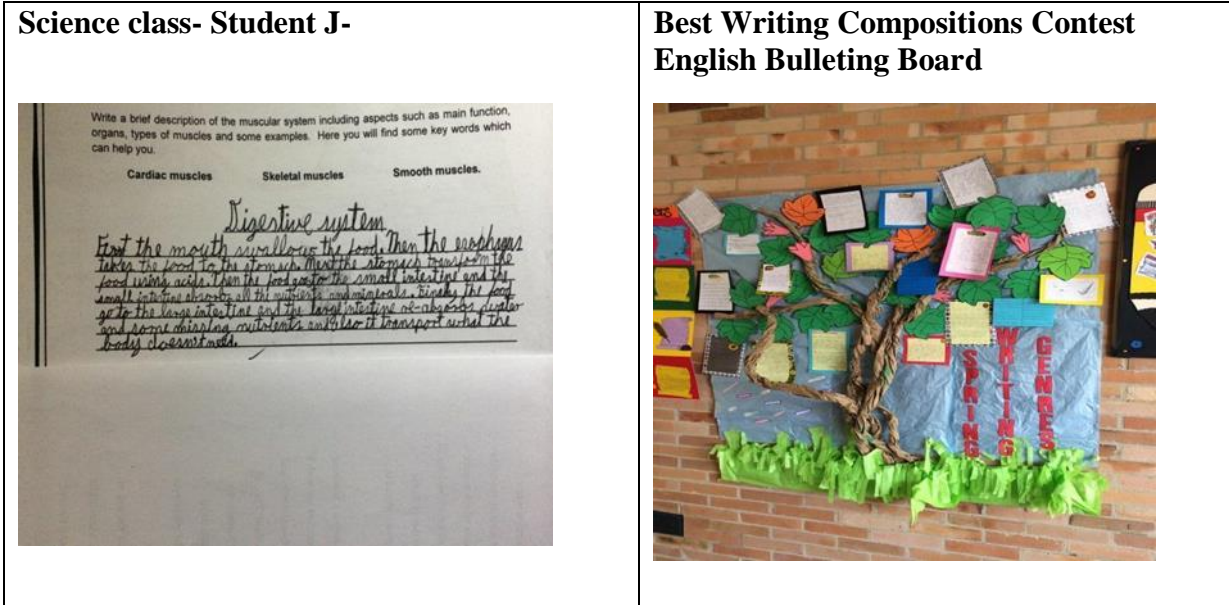 Science class- Student J-
Write a brief description of the muscular system including aspects such as main function,
organs, types of muscles and some examples. Here you will find some key words which
can help you.
Cardiac muscles Skeletal muscles Smooth muscles.
Digestive system
First the mouth swallows the food. Then the esophagus
takes the food to the stomach. Next the stomach transform the
food using acids. Then the food go to the small intestine and the
small intestine absorbs all the nutrients and minerals. Finally the food
go to the large intestine and the large intestine re-absorbs water
and some missing nutrients and also it transport what the
body doesn't need.
Best Writing Compositions Contest
English Bulleting Board
SPRING
WRITING
GENRES